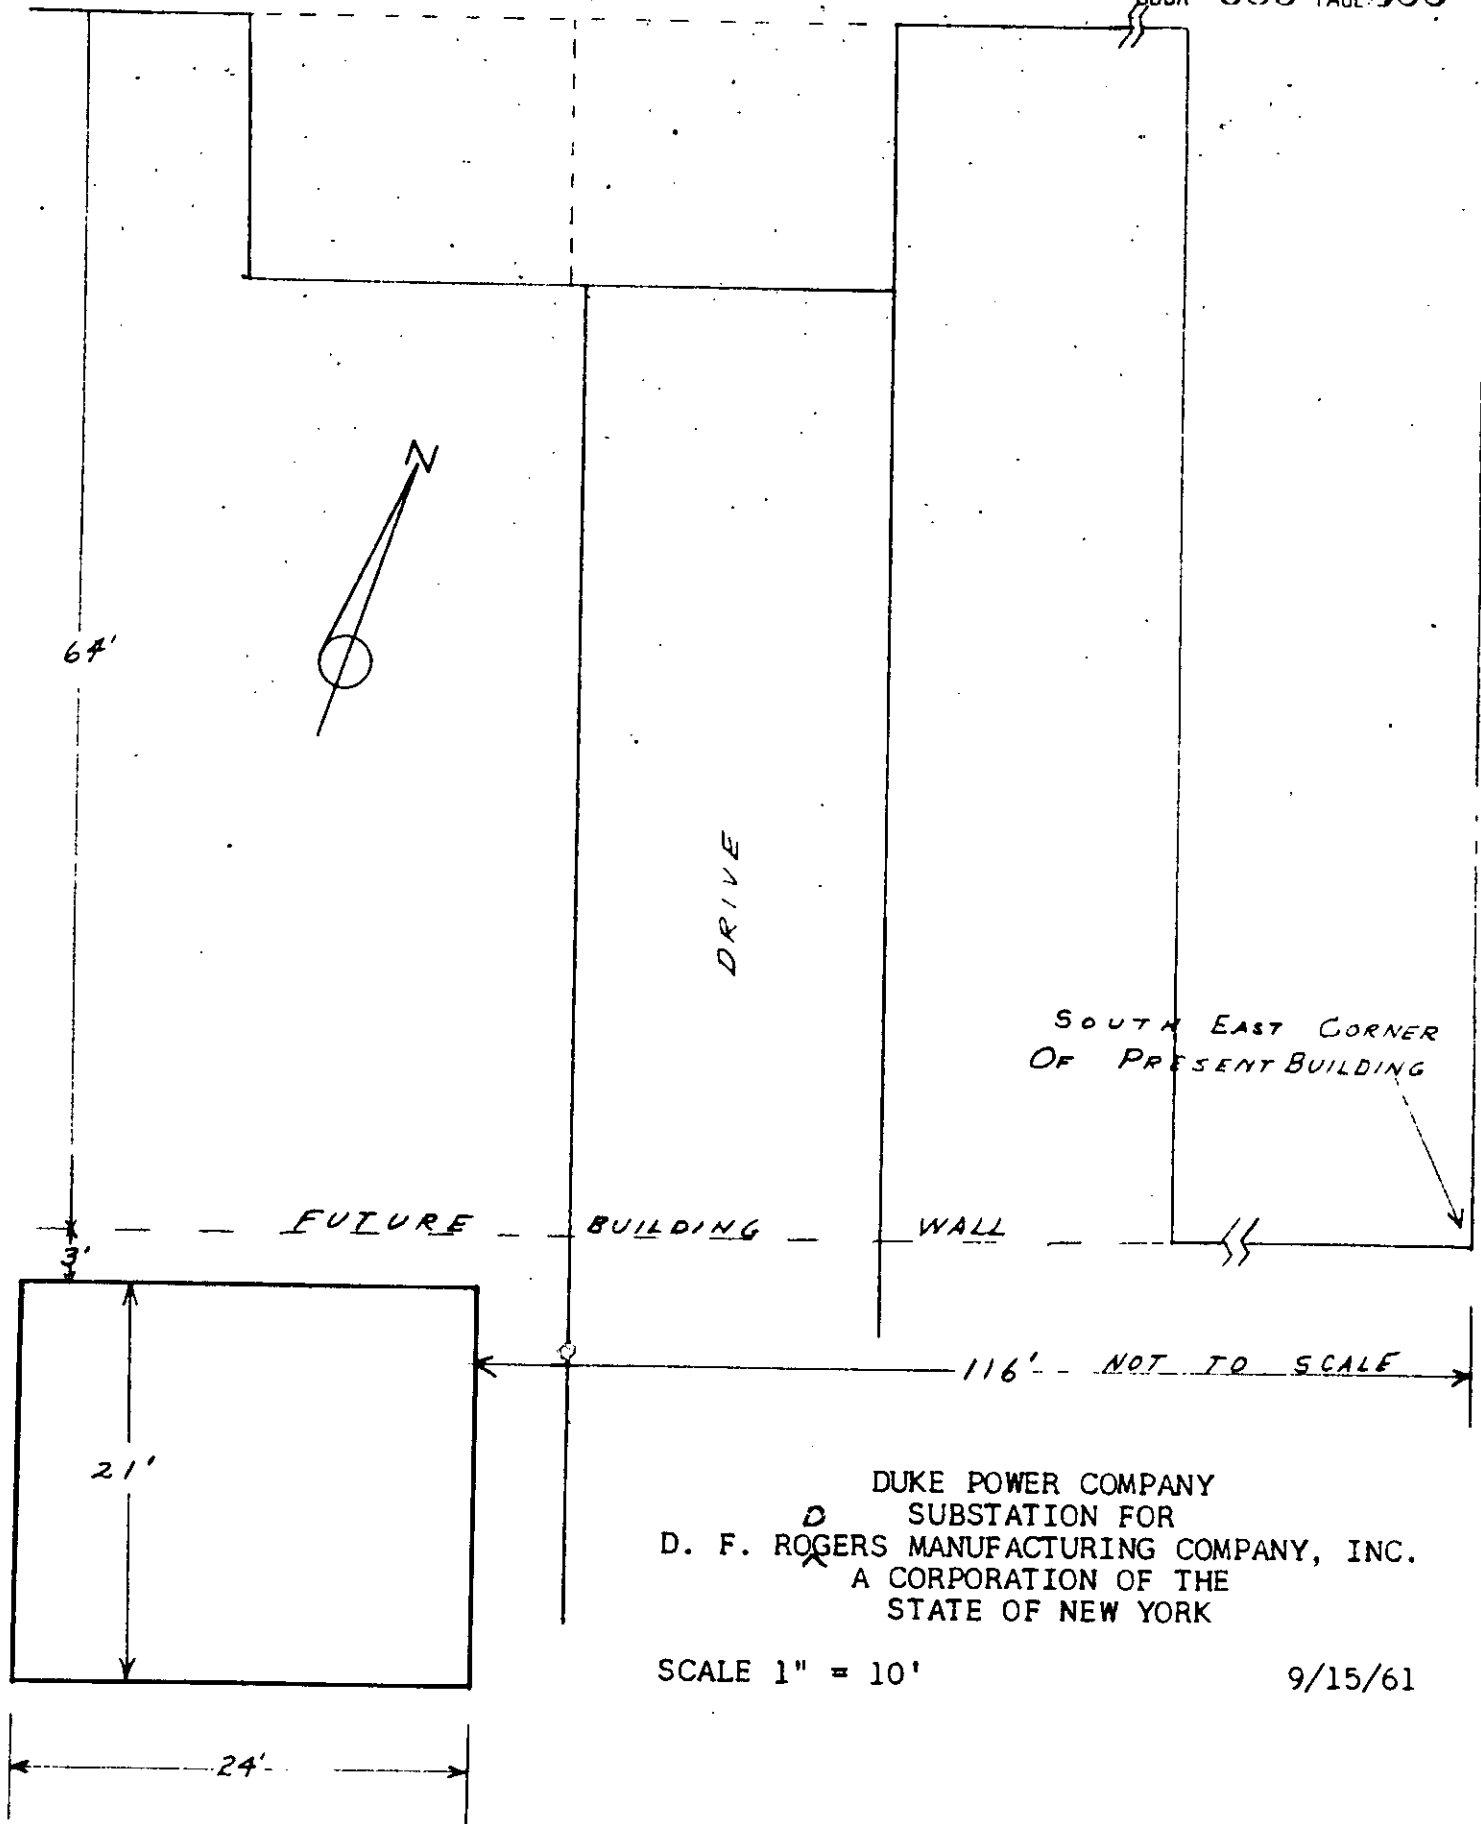 N
64'
DRIVE
SOUTH EAST CORNER
OF PRESENT BUILDING
FUTURE BUILDING WALL
3'
116' - NOT TO SCALE
21'
DUKE POWER COMPANY
SUBSTATION FOR
D
D. F. ROGERS MANUFACTURING COMPANY, INC.
A CORPORATION OF THE
STATE OF NEW YORK
SCALE 1" = 10'
9/15/61
24'